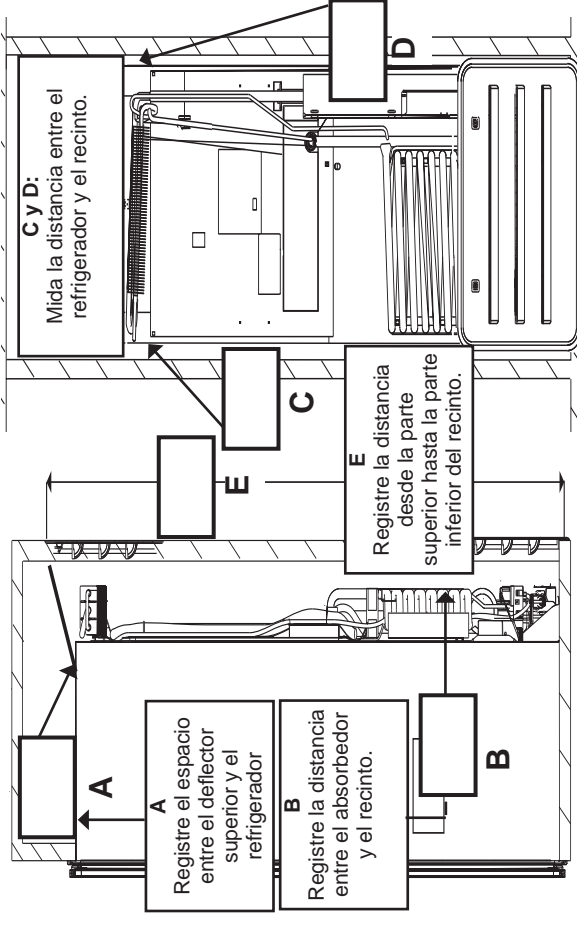 A
Registre el espacio
entre el deflector
superior y el
refrigerador
A
B
Registre la distancia
entre el absorbedor
y el recinto.
B
E
E
Registre la distancia
desde la parte
superior hasta la parte
inferior del recinto.
C
C y D:
Mida la distancia entre el
refrigerador y el recinto.
D